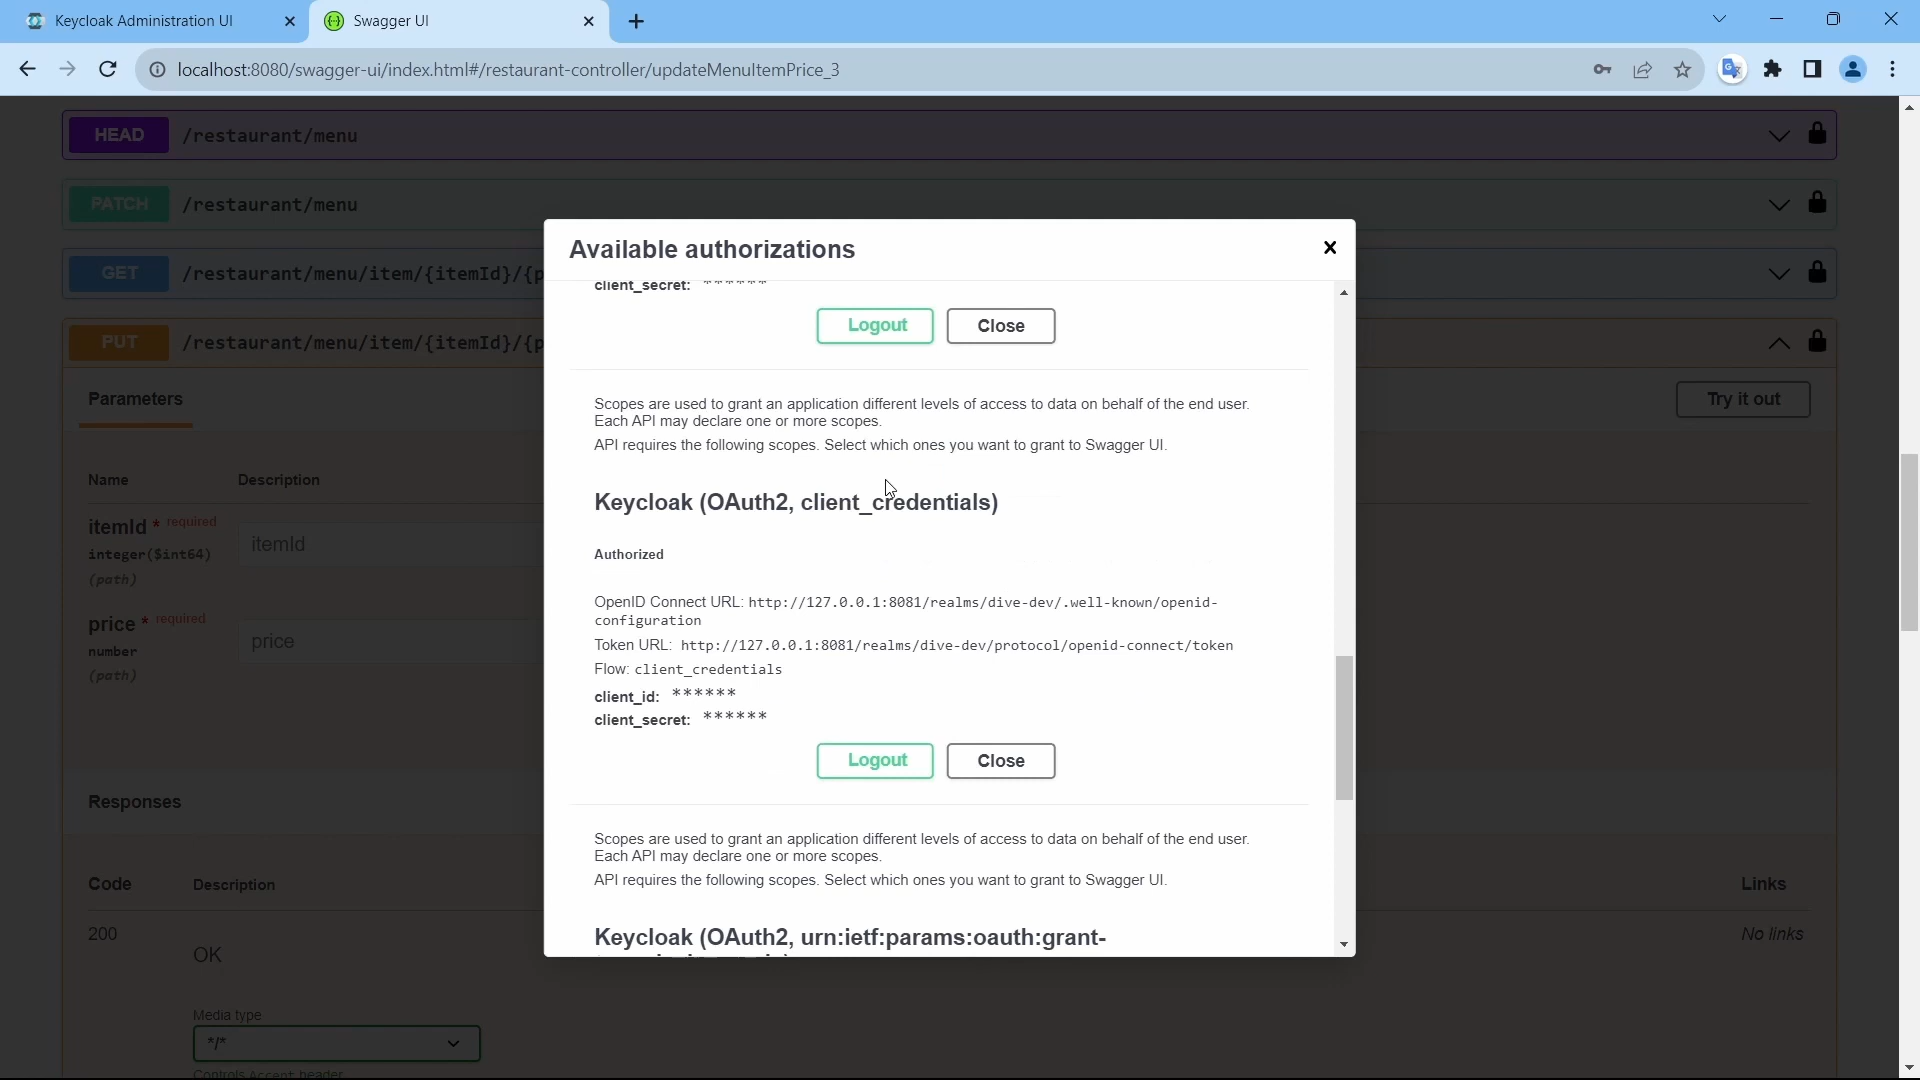 Keycloak Administration UI
Swagger UI
localhost:8080/swagger-ui/index.html#/restaurant-controller/updateMenuItemPrice_3
HEAD /restaurant/menu
PATCH /restaurant/menu
GET /restaurant/menu/item/{itemId}/{p
PUT /restaurant/menu/item/{itemId}/{p
Parameters
Try it out
Name Description
itemId * required
integer($int64)
(path)
itemId
price * required
number
(path)
price
Responses
Code Description Links
200 OK No links
Media type
*/*
Controls Accept header
Available authorizations
client_secret: ******
Logout Close
Scopes are used to grant an application different levels of access to data on behalf of the end user.
Each API may declare one or more scopes.
API requires the following scopes. Select which ones you want to grant to Swagger UI.
Keycloak (OAuth2, client_credentials)
Authorized
OpenID Connect URL: http://127.0.0.1:8081/realms/dive-dev/.well-known/openid-
configuration
Token URL: http://127.0.0.1:8081/realms/dive-dev/protocol/openid-connect/token
Flow: client_credentials
client_id: ******
client_secret: ******
Logout Close
Scopes are used to grant an application different levels of access to data on behalf of the end user.
Each API may declare one or more scopes.
API requires the following scopes. Select which ones you want to grant to Swagger UI.
Keycloak (OAuth2, urn:ietf:params:oauth:grant-